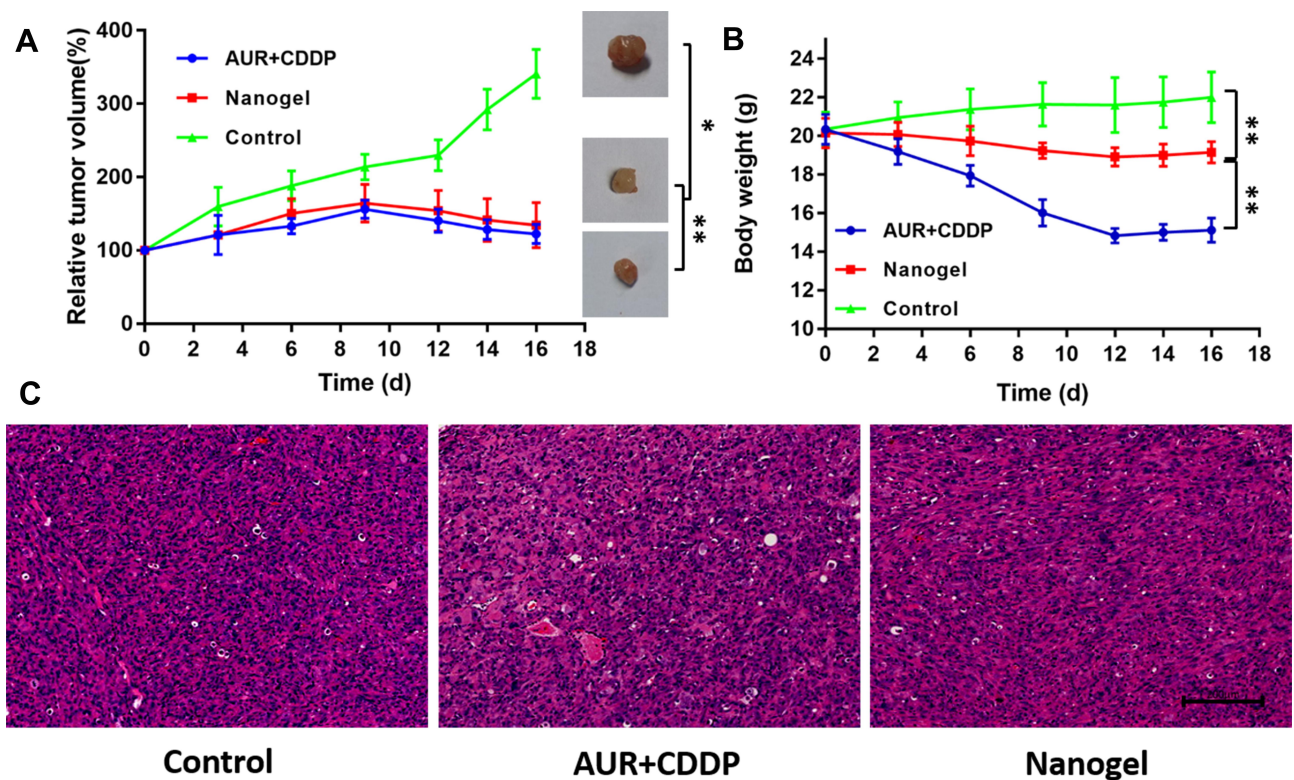 A
Relative tumor volume(%)
400
300
200
100
0
AUR+CDDP
Nanogel
Control
0 2 4 6 8 10 12 14 16 18
Time (d)
*
**
B
Body weight (g)
24
22
20
18
16
14
12
10
AUR+CDDP
Nanogel
Control
0 2 4 6 8 10 12 14 16 18
Time (d)
**
**
C
Control
AUR+CDDP
Nanogel